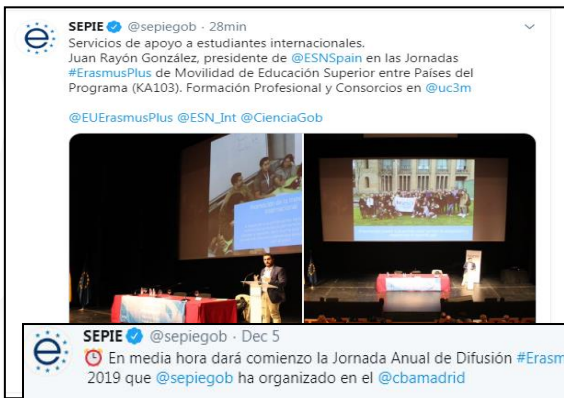 SEPIE @sepiegob · 28min
Servicios de apoyo a estudiantes internacionales.
Juan Rayón González, presidente de @ESNSpain en las Jornadas
#ErasmusPlus de Movilidad de Educación Superior entre Países del
Programa (KA103). Formación Profesional y Consorcios en @uc3m
@EUErasmusPlus @ESN_Int @CienciaGob
SEPIE @sepiegob · Dec 5
En media hora dará comienzo la Jornada Anual de Difusión #Erasm
2019 que @sepiegob ha organizado en el @cbamadrid